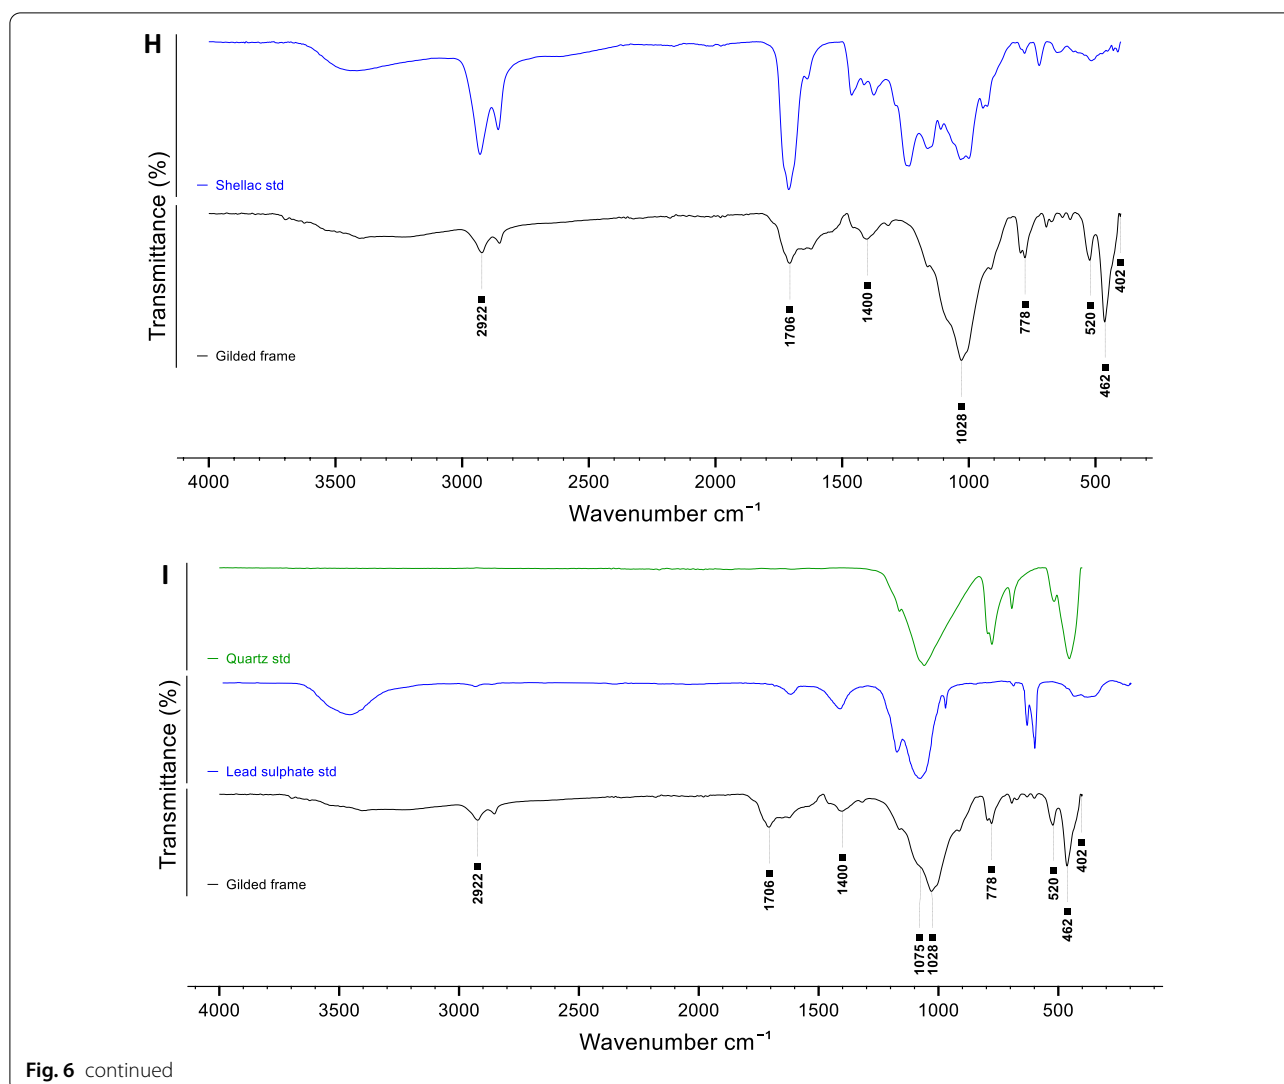 H
Transmittance (%)
Shellac std
Gilded frame
2922
1706
1400
1028
778
520
462
402
4000 3500 3000 2500 2000 1500 1000 500
Wavenumber cm⁻¹
I
Transmittance (%)
Quartz std
Lead sulphate std
Gilded frame
2922
1706
1400
1075
1028
778
520
462
402
4000 3500 3000 2500 2000 1500 1000 500
Wavenumber cm⁻¹
Fig. 6 continued